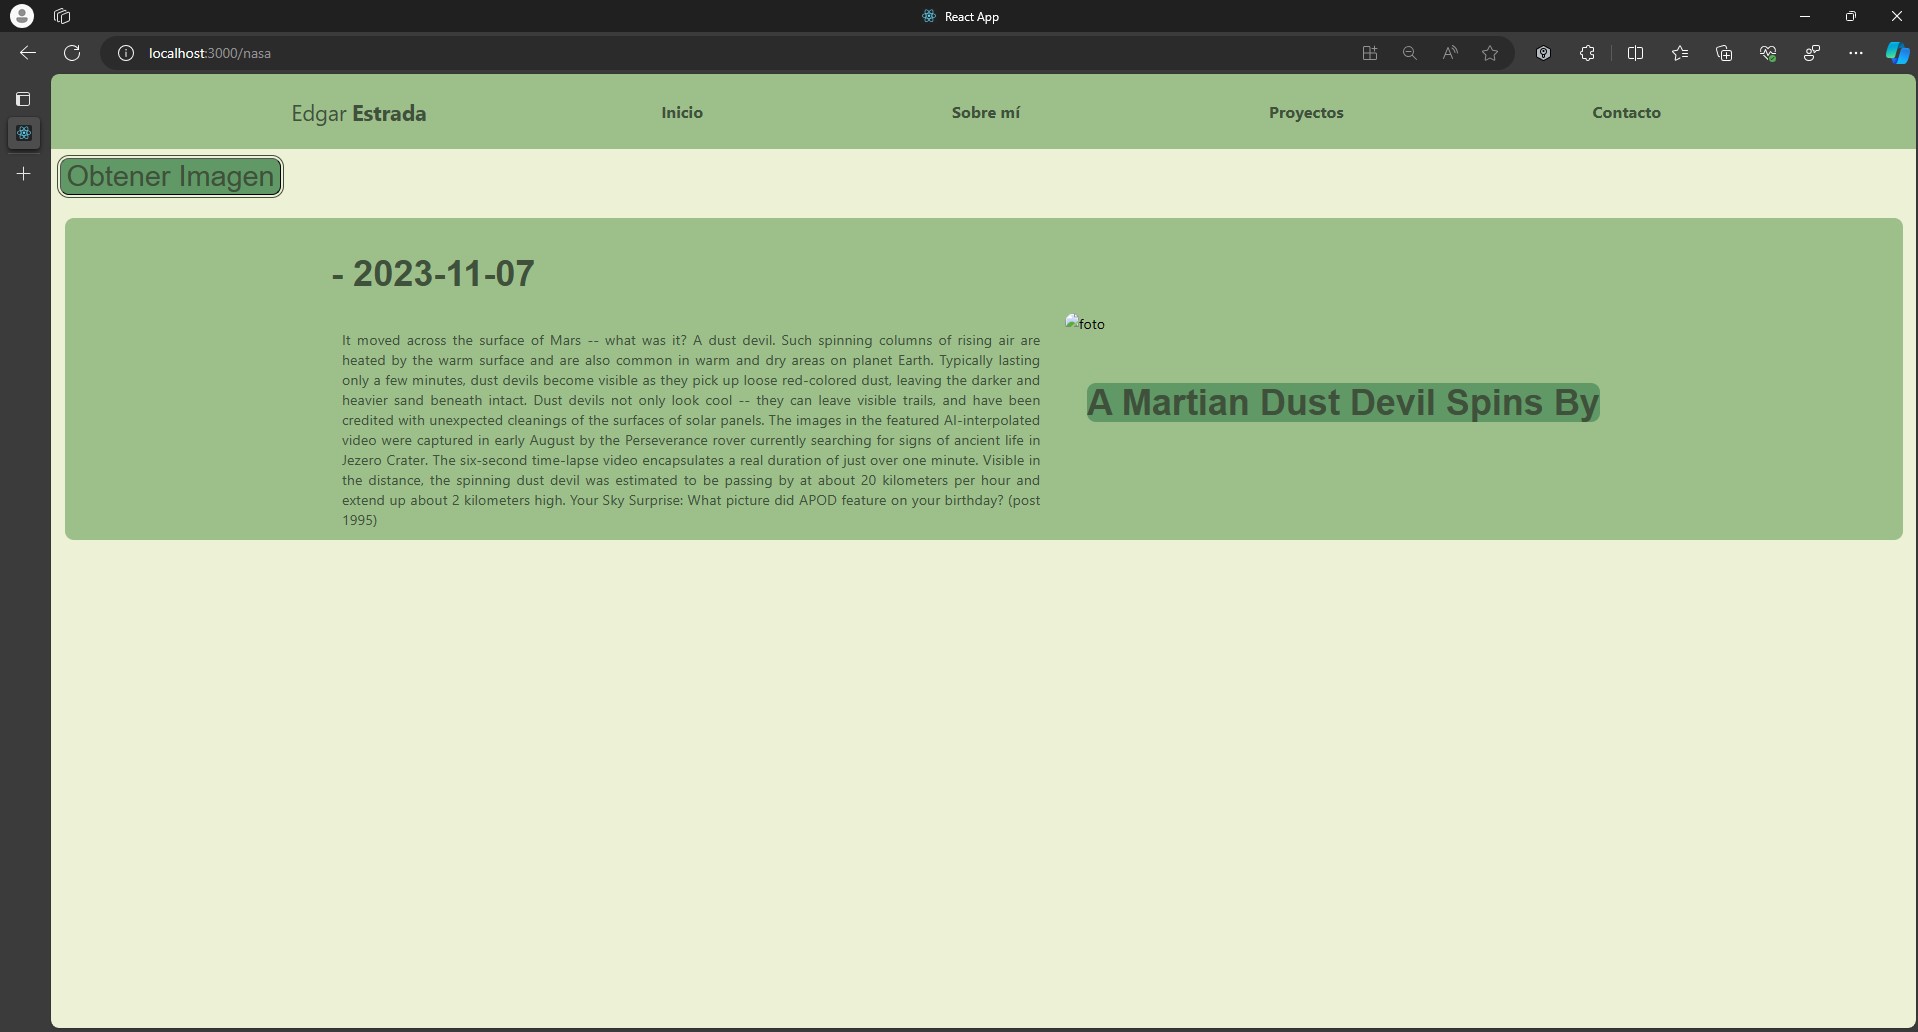 React App
localhost:3000/nasa
Edgar Estrada
Inicio
Sobre mí
Proyectos
Contacto
Obtener Imagen
- 2023-11-07
It moved across the surface of Mars -- what was it? A dust devil. Such spinning columns of rising air are
heated by the warm surface and are also common in warm and dry areas on planet Earth. Typically lasting
only a few minutes, dust devils become visible as they pick up loose red-colored dust, leaving the darker and
heavier sand beneath intact. Dust devils not only look cool -- they can leave visible trails, and have been
credited with unexpected cleanings of the surfaces of solar panels. The images in the featured AI-interpolated
video were captured in early August by the Perseverance rover currently searching for signs of ancient life in
Jezero Crater. The six-second time-lapse video encapsulates a real duration of just over one minute. Visible in
the distance, the spinning dust devil was estimated to be passing by at about 20 kilometers per hour and
extend up about 2 kilometers high. Your Sky Surprise: What picture did APOD feature on your birthday? (post
1995)
foto
A Martian Dust Devil Spins By